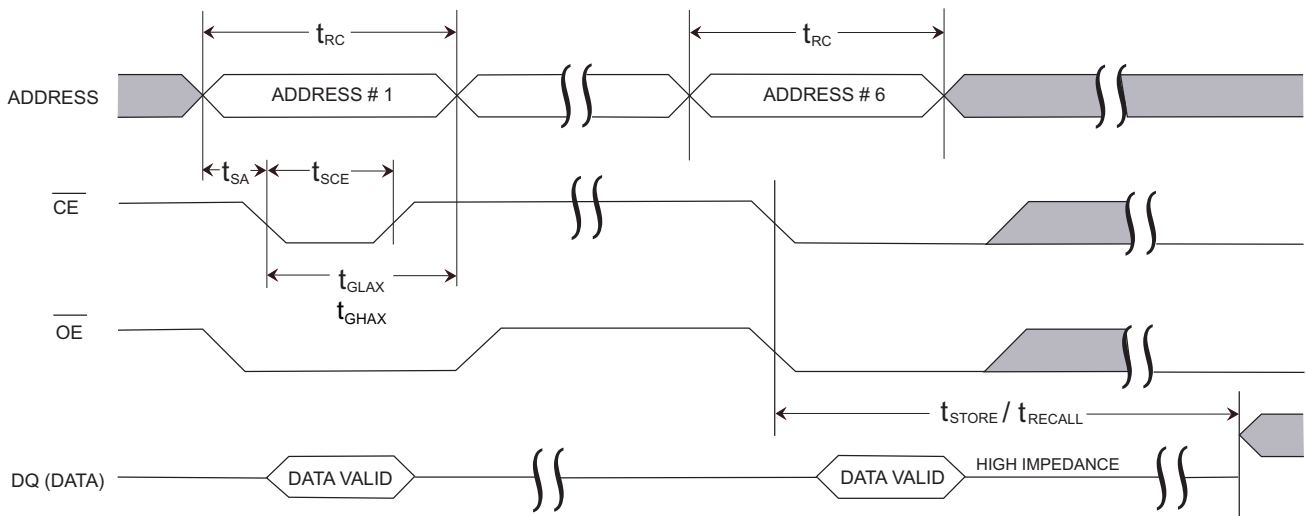 tRC
tRC
ADDRESS
ADDRESS # 1
ADDRESS # 6
tSA
tSCE
CE
tGLAX
tGHAX
OE
tSTORE / tRECALL
DQ (DATA)
DATA VALID
DATA VALID
HIGH IMPEDANCE